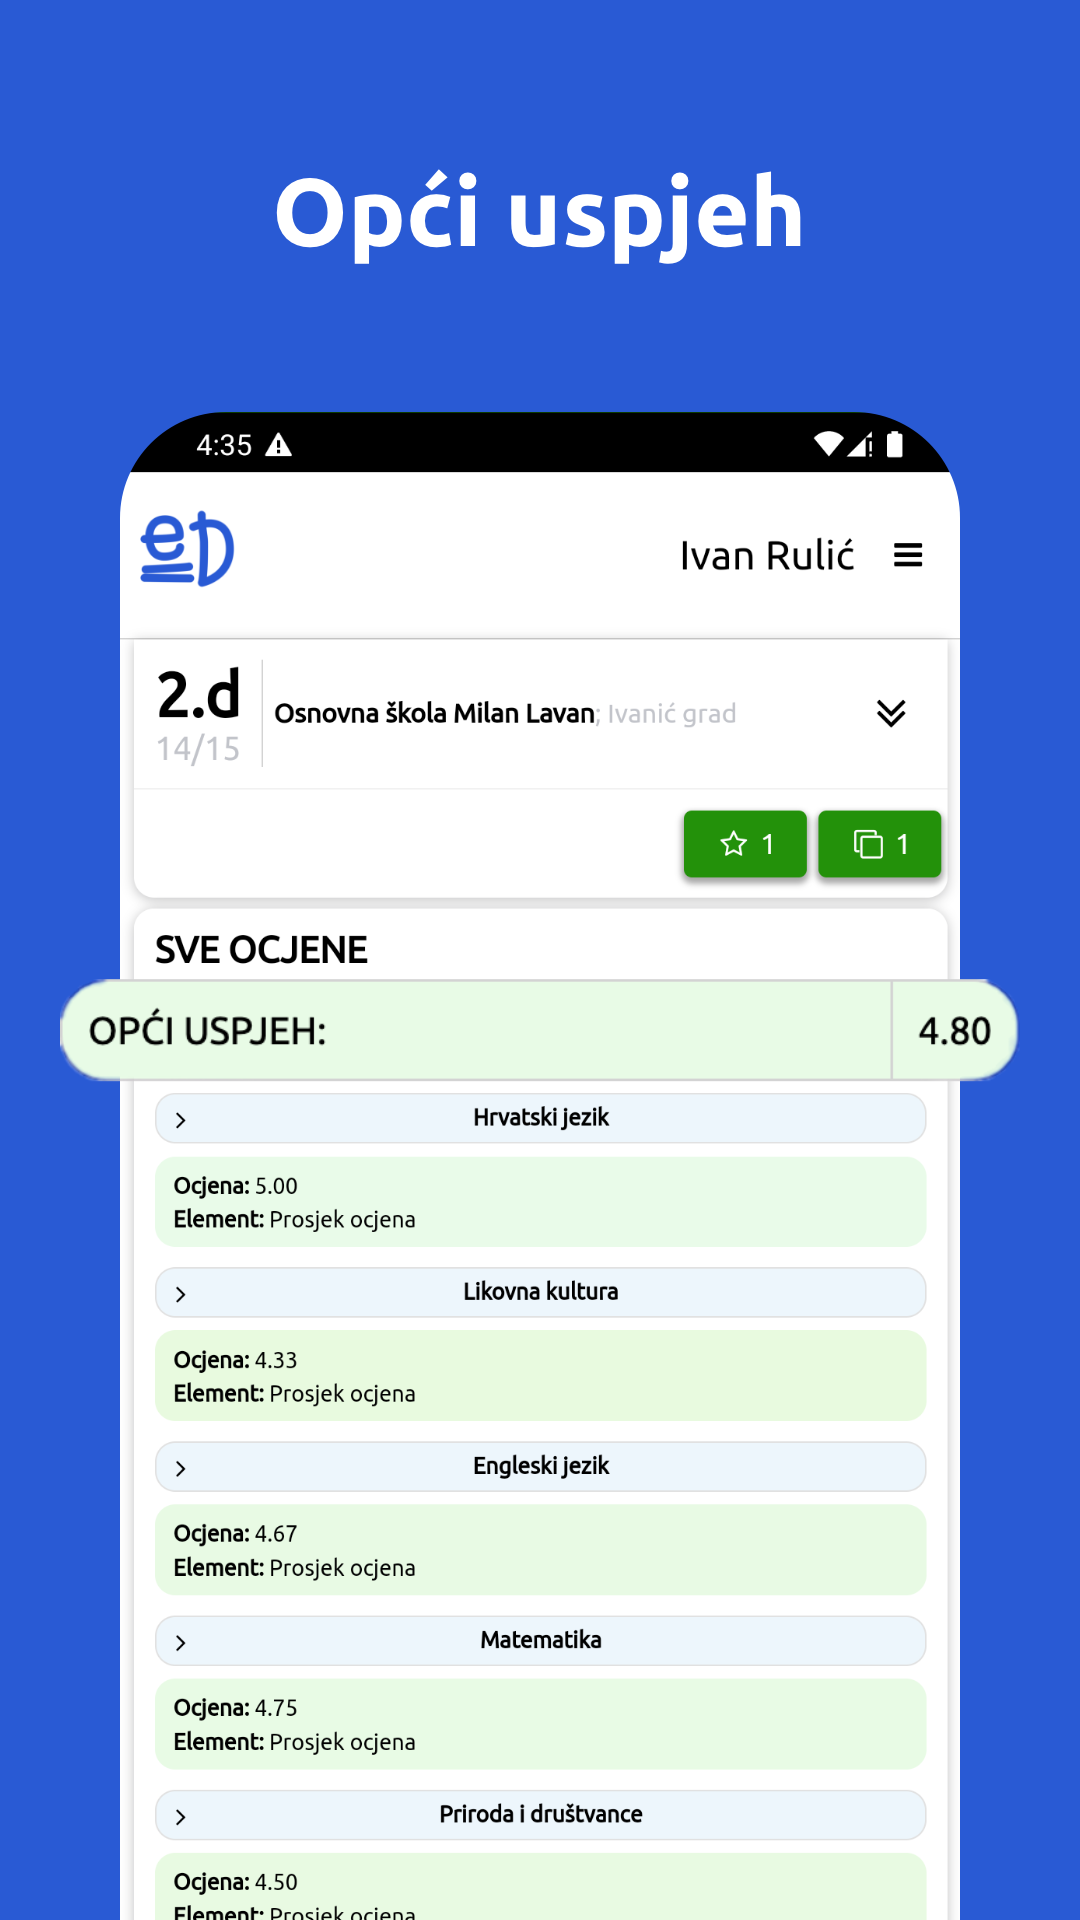 Opći uspjeh
4:35
eD
Ivan Rulić
2.d
14/15
Osnovna škola Milan Lavan; Ivanić grad
1
1
SVE OCJENE
OPĆI USPJEH: 4.80
Hrvatski jezik
Ocjena: 5.00
Element: Prosjek ocjena
Likovna kultura
Ocjena: 4.33
Element: Prosjek ocjena
Engleski jezik
Ocjena: 4.67
Element: Prosjek ocjena
Matematika
Ocjena: 4.75
Element: Prosjek ocjena
Priroda i društvance
Ocjena: 4.50
Element: Prosjek ocjena